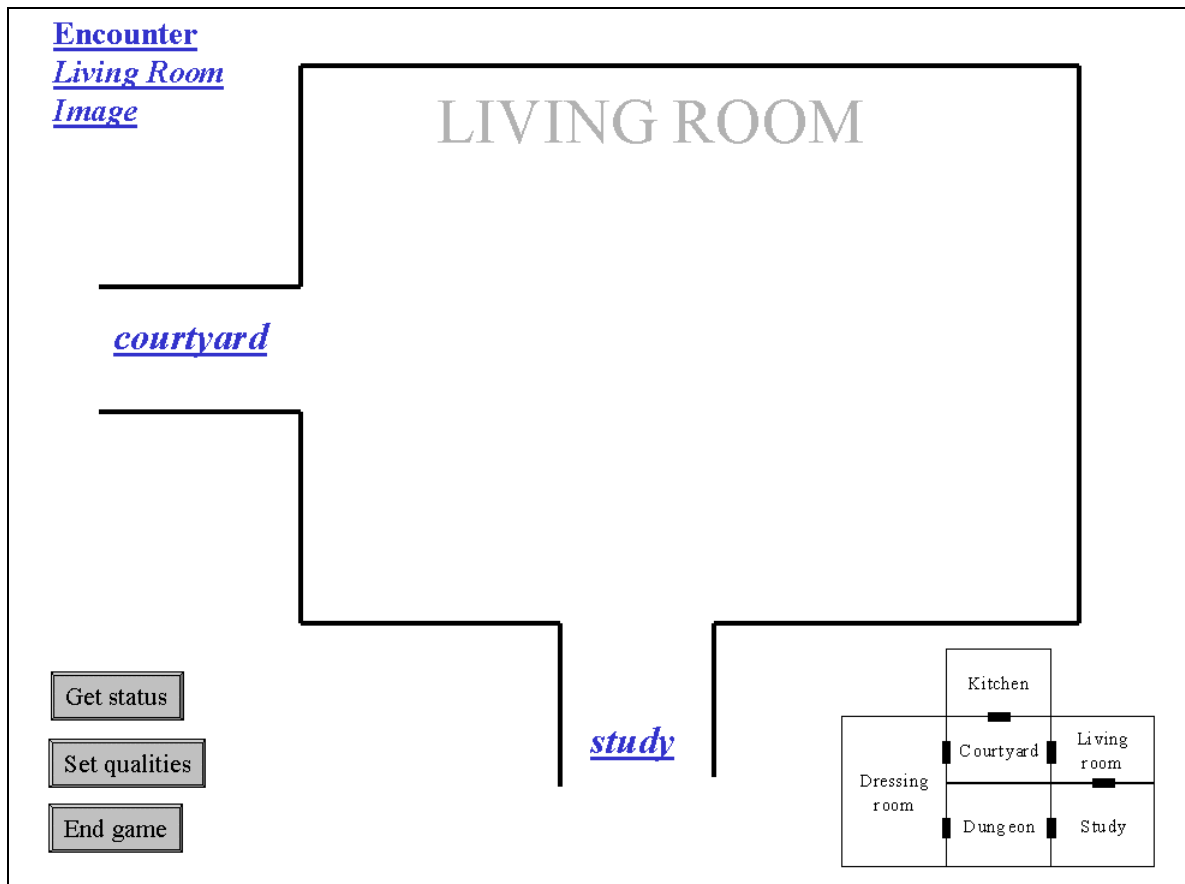 Encounter
Living Room
Image
LIVING ROOM
courtyard
study
Get status
Set qualities
End game
Kitchen
Courtyard
Living
room
Dressing
room
Dungeon
Study